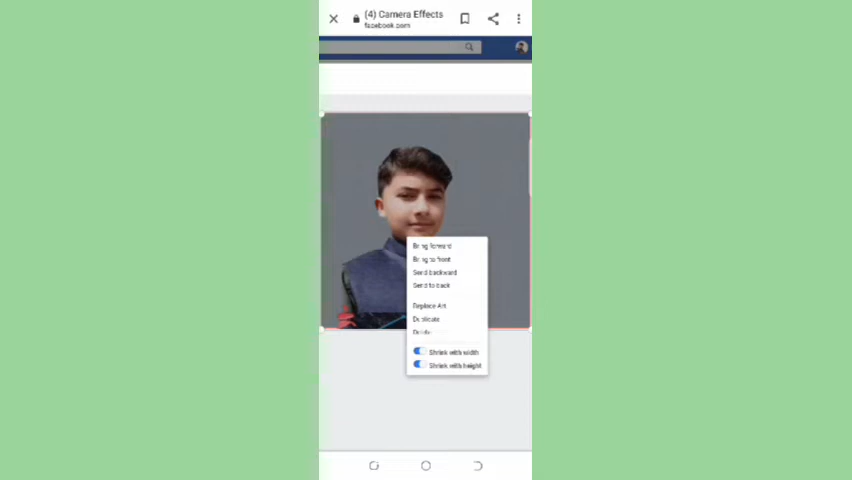 (4) Camera Effects
facebook.com
Bring forward
Bring to front
Send backward
Send to back
Replace Art
Duplicate
Delete
Shrink with width
Shrink with height